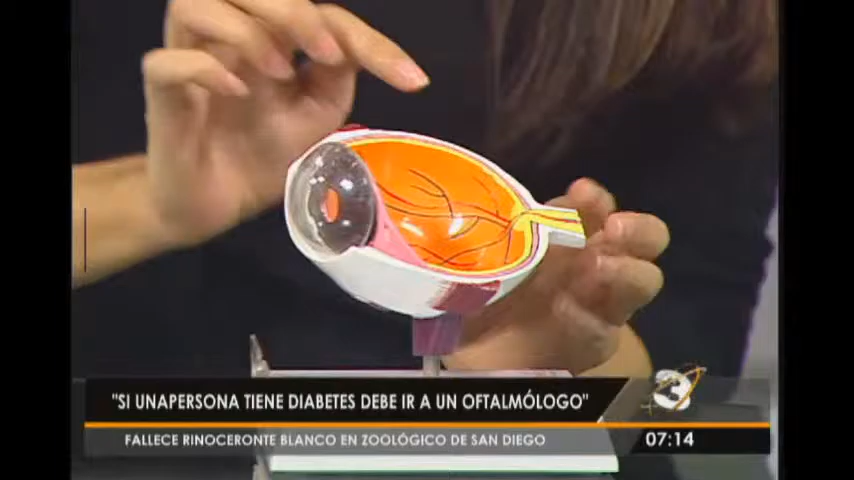 "SI UNAPERSONA TIENE DIABETES DEBE IR A UN OFTALMÓLOGO"
3
FALLECE RINOCERONTE BLANCO EN ZOOLÓGICO DE SAN DIEGO
07:14